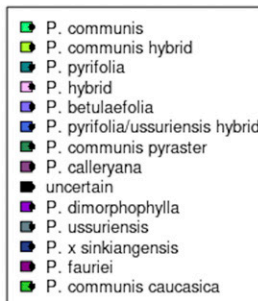 P. communis
P. communis hybrid
P. pyrifolia
P. hybrid
P. betulaefolia
P. pyrifolia/ussuriensis hybrid
P. communis pyraster
P. calleryana
uncertain
P. dimorphophylla
P. ussuriensis
P. x sinkiangensis
P. fauriei
P. communis caucasica